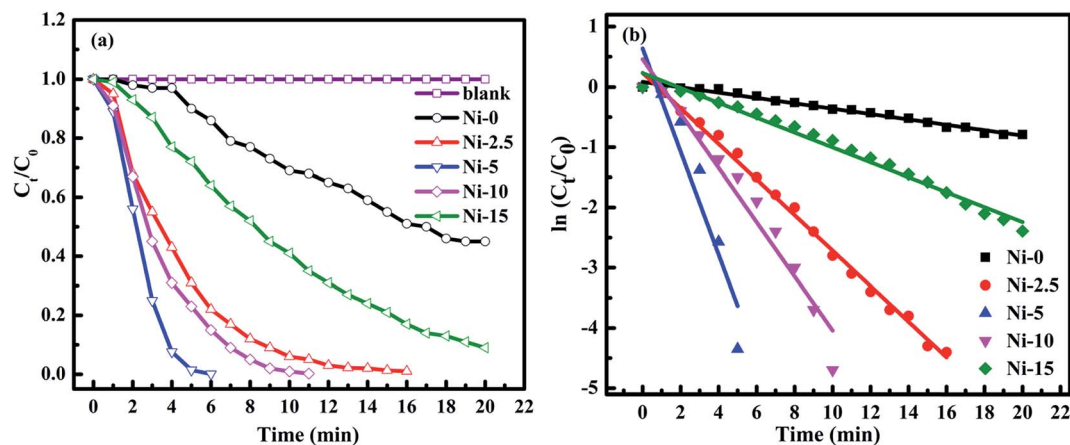 (a)
C_t/C_0
1.0
0.8
0.6
0.4
0.2
0.0
blank
Ni-0
Ni-2.5
Ni-5
Ni-10
Ni-15
0 2 4 6 8 10 12 14 16 18 20 22
Time (min)
(b)
ln (C_t/C_0)
1
0
-1
-2
-3
-4
-5
Ni-0
Ni-2.5
Ni-5
Ni-10
Ni-15
0 2 4 6 8 10 12 14 16 18 20 22
Time (min)